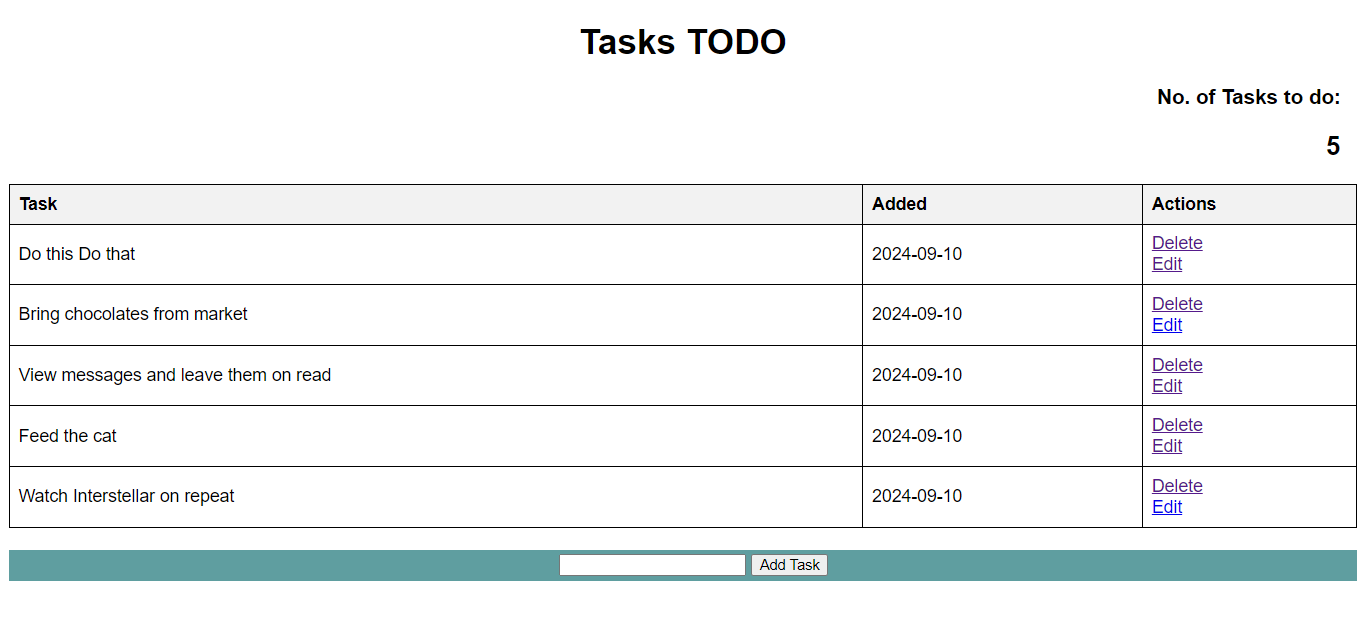 Tasks TODO
No. of Tasks to do:
5
Task Added Actions
Do this Do that 2024-09-10 Delete
Edit
Bring chocolates from market 2024-09-10 Delete
Edit
View messages and leave them on read 2024-09-10 Delete
Edit
Feed the cat 2024-09-10 Delete
Edit
Watch Interstellar on repeat 2024-09-10 Delete
Edit
Add Task